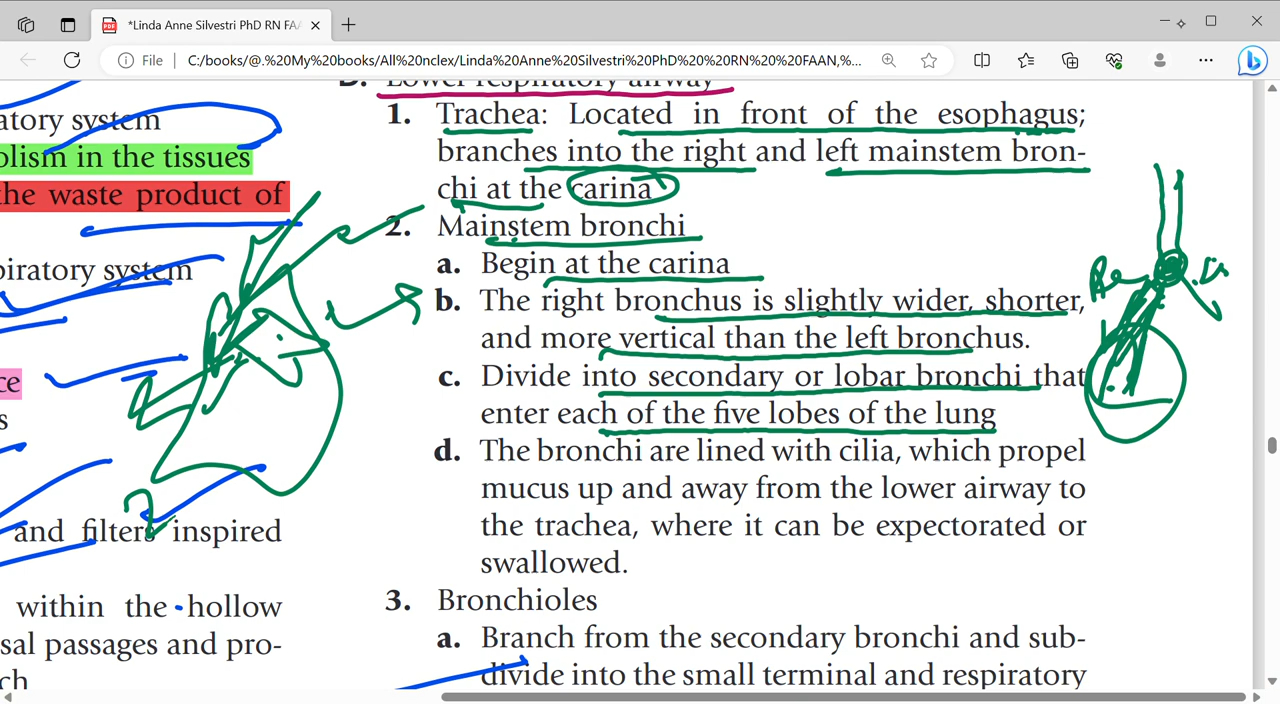 *Linda Anne Silvestri PhD RN FA
File
C:/books/@.%20My%20books/All%20nclex/Linda%20Anne%20Silvestri%20PhD%20%20RN%20%20FAAN,%...
atory system
olism in the tissues
the waste product of
piratory system
ce
s
and filters inspired
within the hollow
sal passages and pro-
ch
D. Lower respiratory airway
1. Trachea: Located in front of the esophagus;
branches into the right and left mainstem bron-
chi at the carina
2. Mainstem bronchi
a. Begin at the carina
b. The right bronchus is slightly wider, shorter,
and more vertical than the left bronchus.
c. Divide into secondary or lobar bronchi that
enter each of the five lobes of the lung
d. The bronchi are lined with cilia, which propel
mucus up and away from the lower airway to
the trachea, where it can be expectorated or
swallowed.
3. Bronchioles
a. Branch from the secondary bronchi and sub-
divide into the small terminal and respiratory